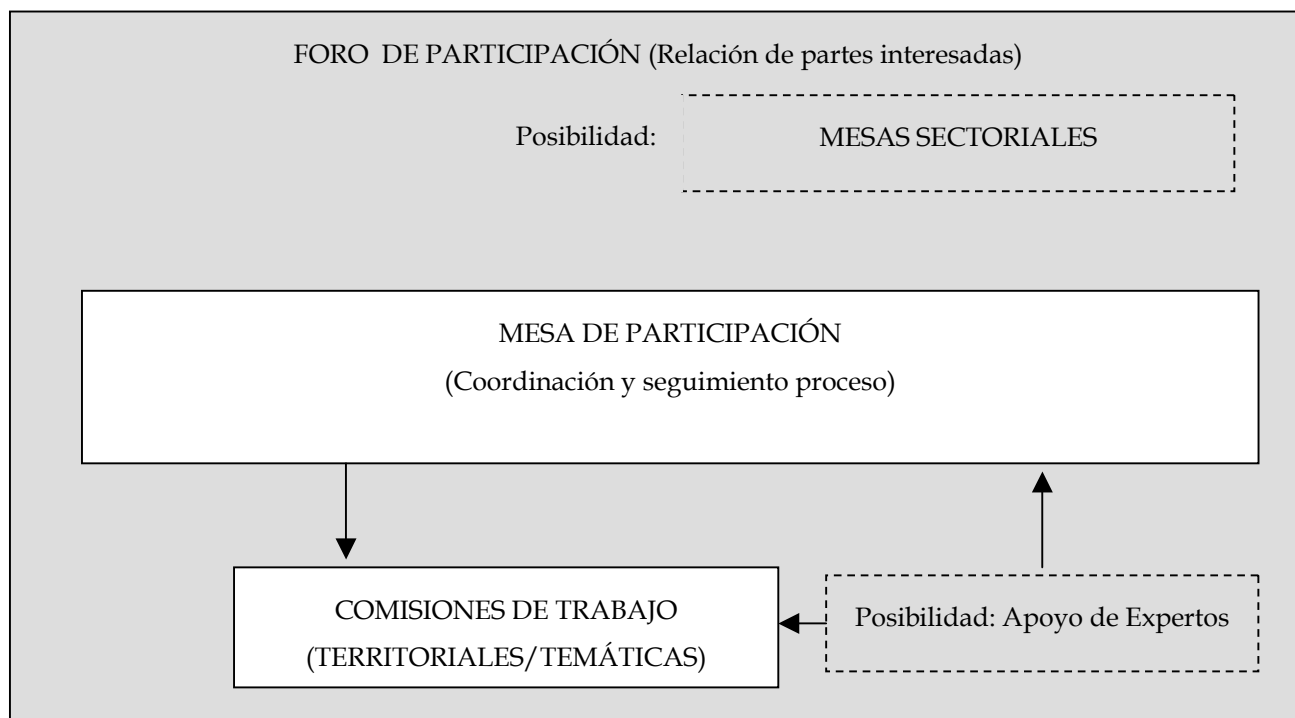 FORO DE PARTICIPACIÓN (Relación de partes interesadas)
Posibilidad:
MESAS SECTORIALES
MESA DE PARTICIPACIÓN
(Coordinación y seguimiento proceso)
COMISIONES DE TRABAJO
(TERRITORIALES/TEMÁTICAS)
Posibilidad: Apoyo de Expertos